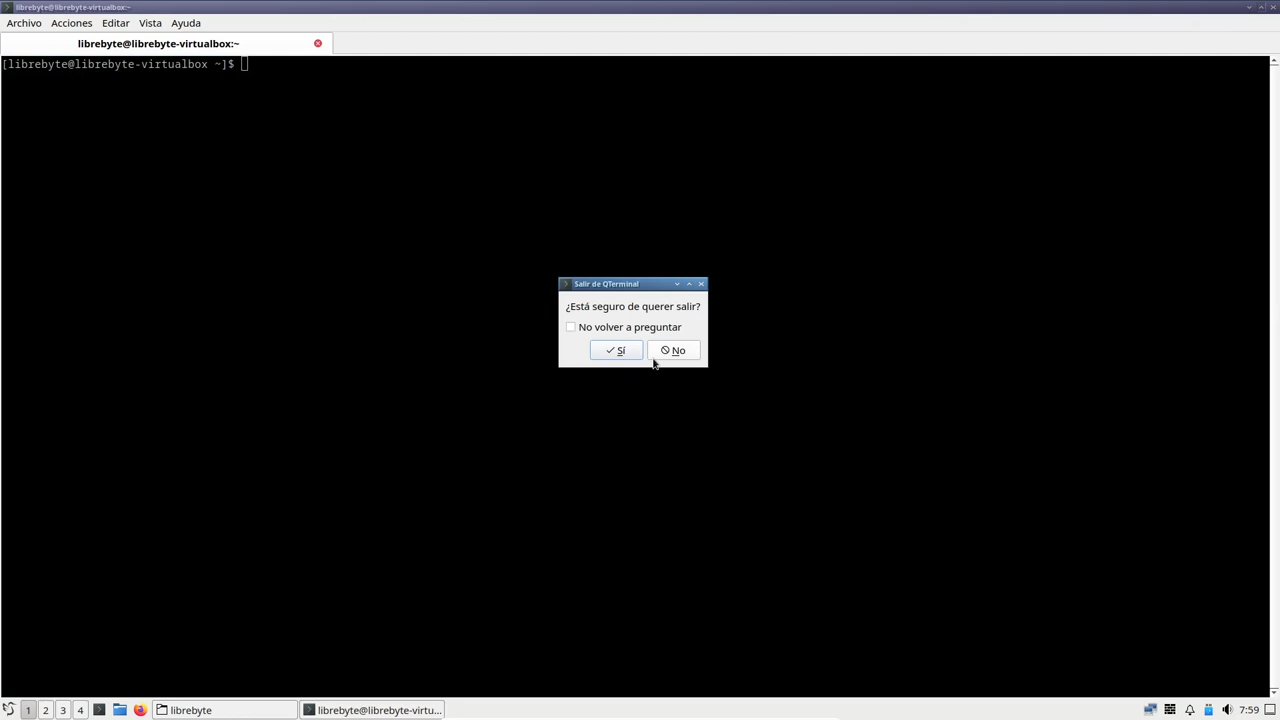 librebyte@librebyte-virtualbox:~
Archivo Acciones Editar Vista Ayuda
librebyte@librebyte-virtualbox:~
[librebyte@librebyte-virtualbox ~]$
Salir de QTerminal
¿Está seguro de querer salir?
No volver a preguntar
Sí No
1 2 3 4 librebyte librebyte@librebyte-virtu... 7:59